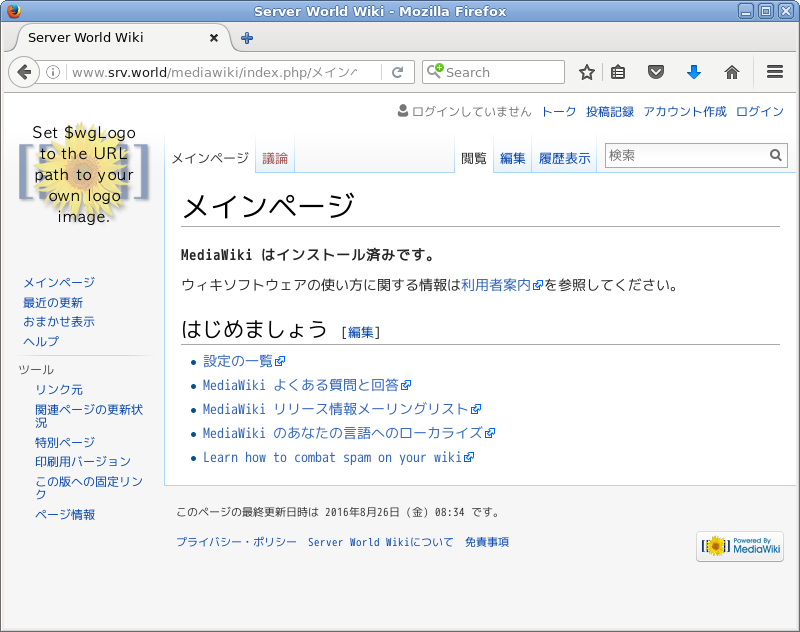 Server World Wiki - Mozilla Firefox
Server World Wiki
www.srv.world/mediawiki/index.php/メインペ
Search
ログインしていません トーク 投稿記録 アカウント作成 ログイン
Set $wgLogo
to the URL
path to your
own logo
image.
メインページ 議論 閲覧 編集 履歴表示 検索
メインページ
MediaWiki はインストール済みです。
ウィキソフトウェアの使い方に関する情報は利用者案内を参照してください。
はじめましょう [編集]
設定の一覧
MediaWiki よくある質問と回答
MediaWiki リリース情報メーリングリスト
MediaWiki のあなたの言語へのローカライズ
Learn how to combat spam on your wiki
メインページ
最近の更新
おまかせ表示
ヘルプ
ツール
リンク元
関連ページの更新状
況
特別ページ
印刷用バージョン
この版への固定リン
ク
ページ情報
このページの最終更新日時は 2016年8月26日 (金) 08:34 です。
プライバシー・ポリシー Server World Wikiについて 免責事項
Powered By
MediaWiki